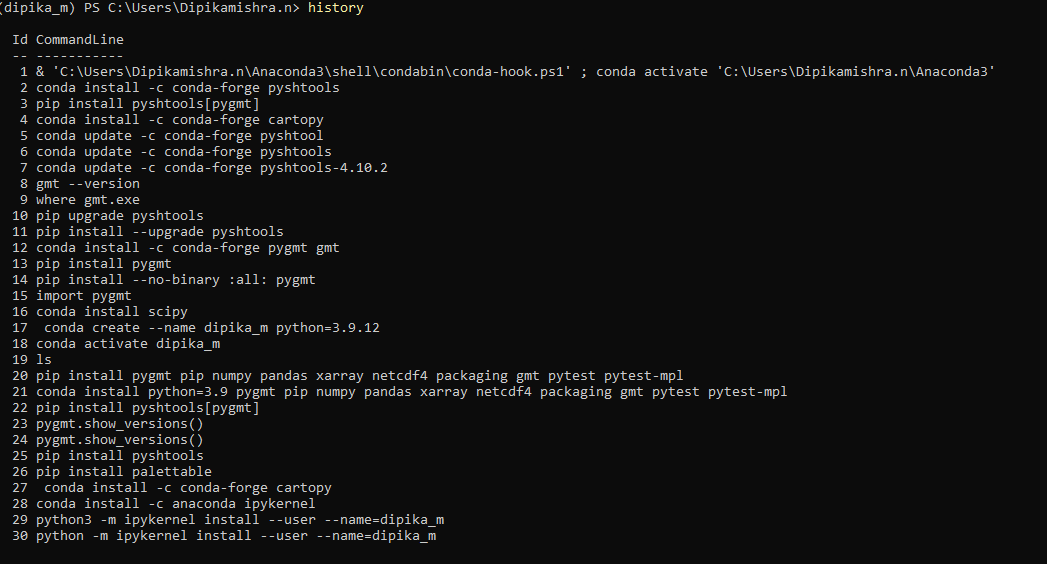 (dipika_m) PS C:\Users\Dipikamishra.n> history
Id CommandLine
-- -----------
1 & 'C:\Users\Dipikamishra.n\Anaconda3\shell\condabin\conda-hook.ps1' ; conda activate 'C:\Users\Dipikamishra.n\Anaconda3'
2 conda install -c conda-forge pyshtools
3 pip install pyshtools[pygmt]
4 conda install -c conda-forge cartopy
5 conda update -c conda-forge pyshtool
6 conda update -c conda-forge pyshtools
7 conda update -c conda-forge pyshtools-4.10.2
8 gmt --version
9 where gmt.exe
10 pip upgrade pyshtools
11 pip install --upgrade pyshtools
12 conda install -c conda-forge pygmt gmt
13 pip install pygmt
14 pip install --no-binary :all: pygmt
15 import pygmt
16 conda install scipy
17  conda create --name dipika_m python=3.9.12
18 conda activate dipika_m
19 ls
20 pip install pygmt pip numpy pandas xarray netcdf4 packaging gmt pytest pytest-mpl
21 conda install python=3.9 pygmt pip numpy pandas xarray netcdf4 packaging gmt pytest pytest-mpl
22 pip install pyshtools[pygmt]
23 pygmt.show_versions()
24 pygmt.show_versions()
25 pip install pyshtools
26 pip install palettable
27  conda install -c conda-forge cartopy
28 conda install -c anaconda ipykernel
29 python3 -m ipykernel install --user --name=dipika_m
30 python -m ipykernel install --user --name=dipika_m